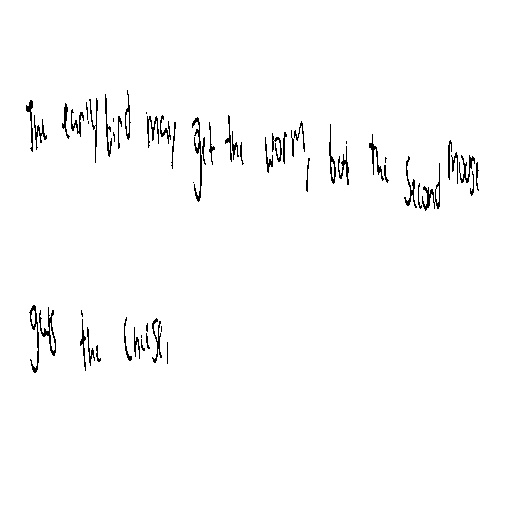 The early bird may get the worm, but the second mouse
gets the cheese.